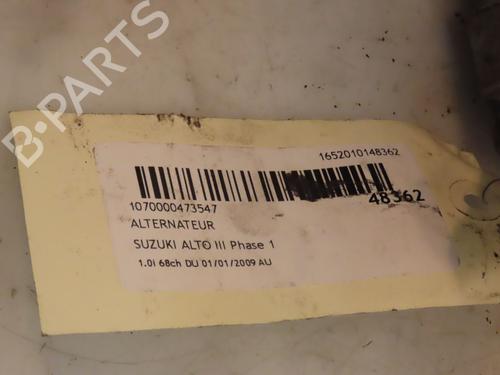 B-PARTS
1652010148362
1070000473547
48362
ALTERNATEUR
SUZUKI ALTO III Phase 1
1.0i 68ch DU 01/01/2009 AU